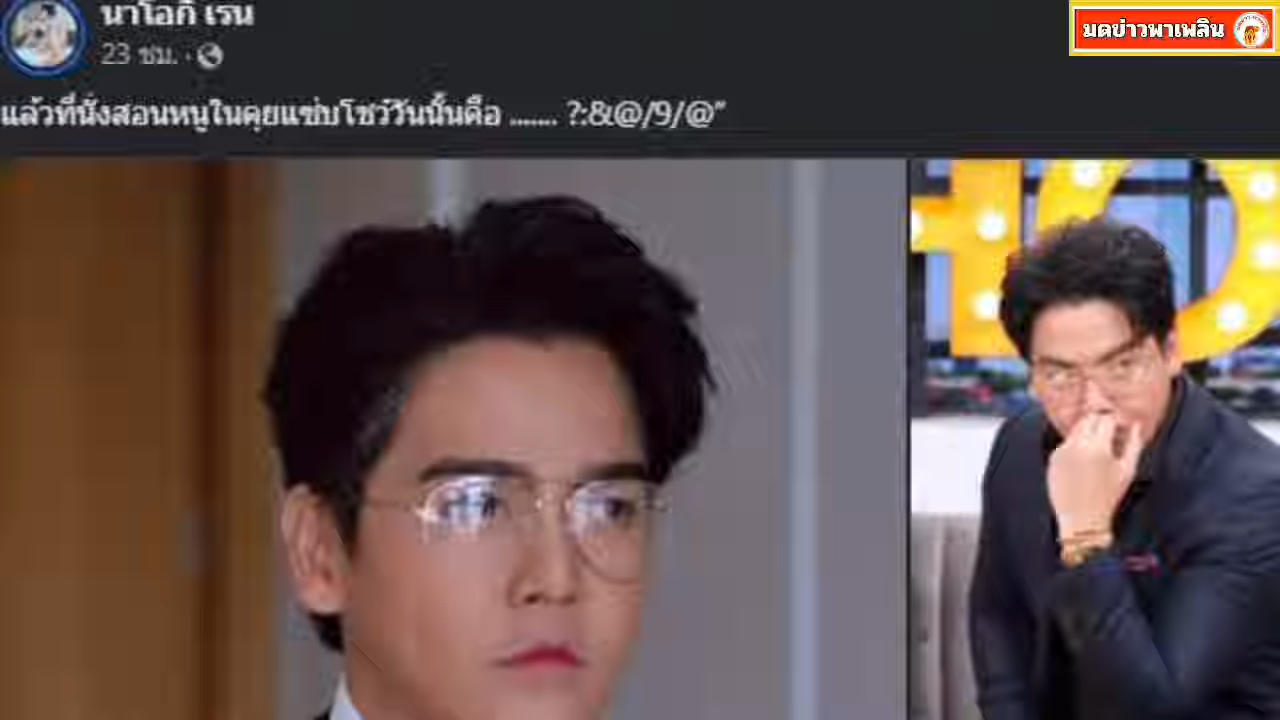 นาโอกิ เรน
23 ชม. ·
แล้วที่นั่งสอนหนูในคุยแซ่บโชว์วันนั้นคือ ....... ?:&@/9/@"
มดข่าวพาเพลิน